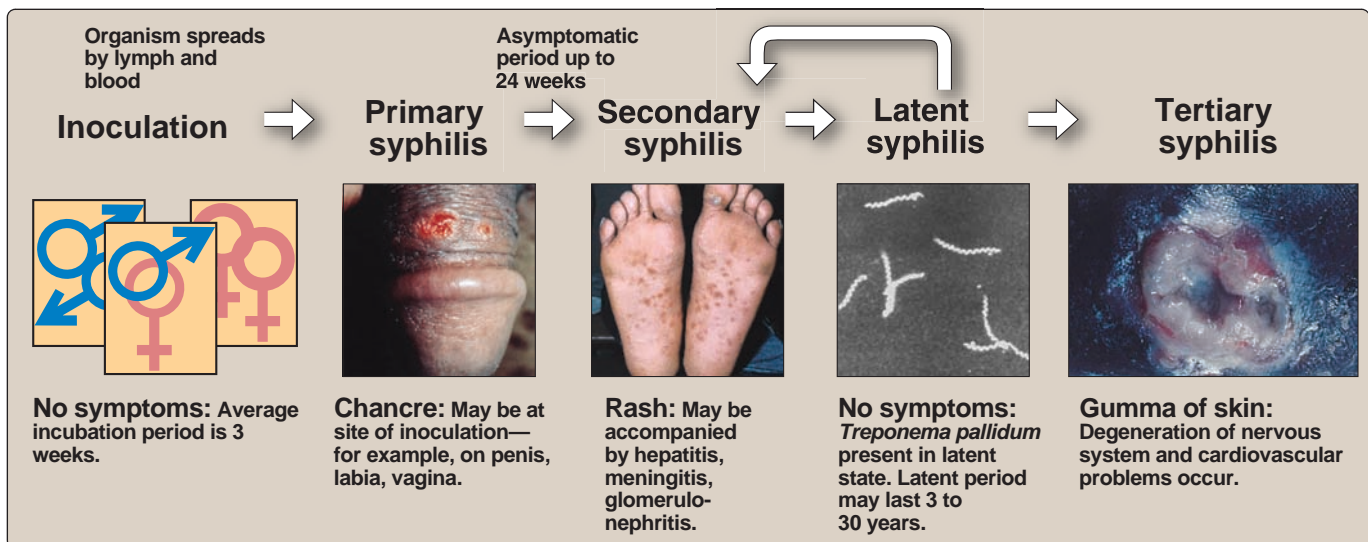 Organism spreads
by lymph and
blood
Asymptomatic
period up to
24 weeks
Inoculation
Primary
syphilis
Secondary
syphilis
Latent
syphilis
Tertiary
syphilis
No symptoms: Average
incubation period is 3
weeks.
Chancre: May be at
site of inoculation—
for example, on penis,
labia, vagina.
Rash: May be
accompanied
by hepatitis,
meningitis,
glomerulo-
nephritis.
No symptoms:
Treponema pallidum
present in latent
state. Latent period
may last 3 to
30 years.
Gumma of skin:
Degeneration of nervous
system and cardiovascular
problems occur.